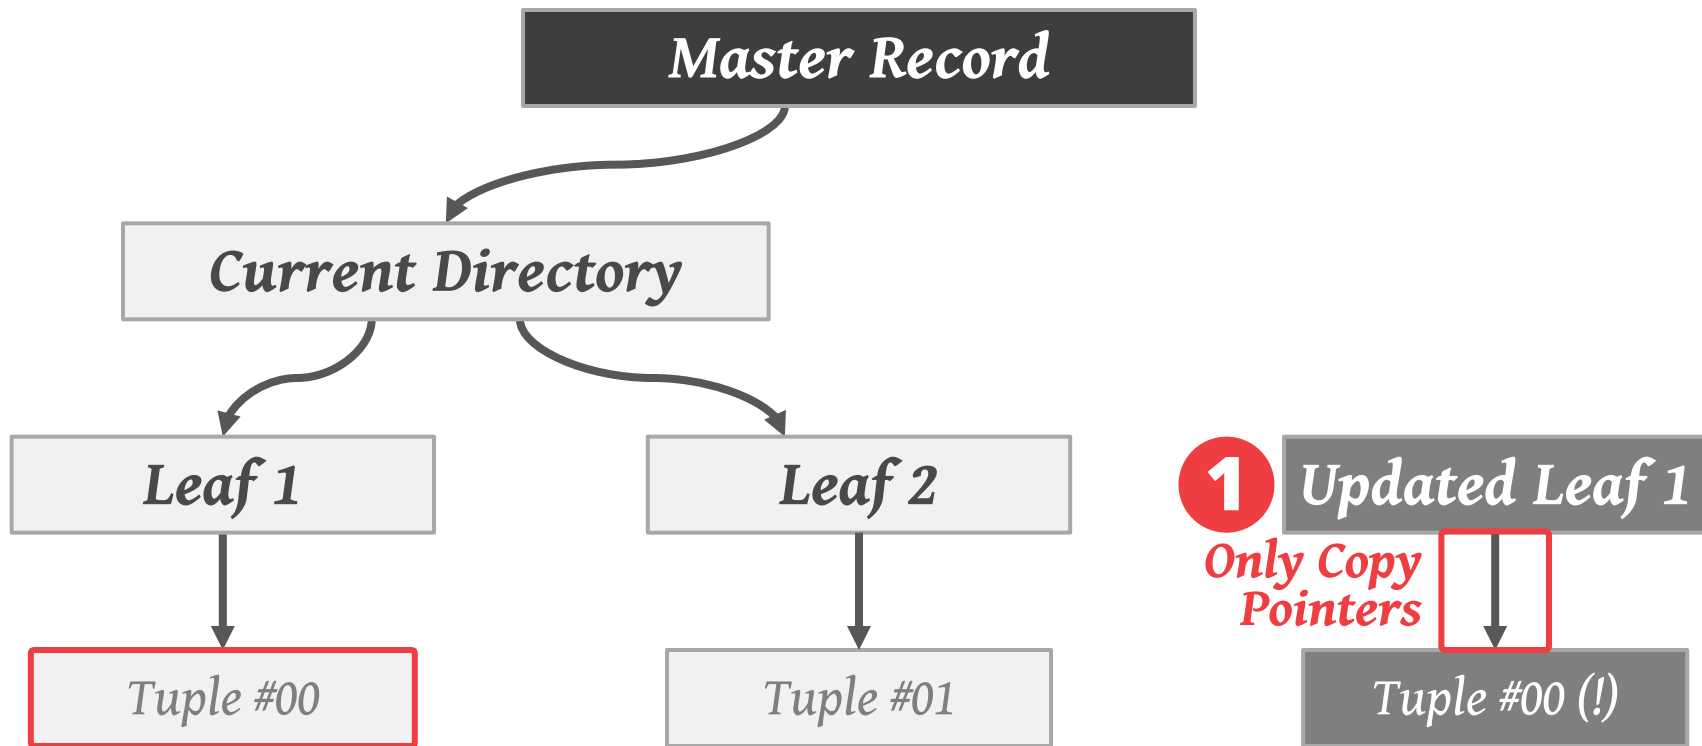 Master Record
Current Directory
Leaf 1
Leaf 2
1
Updated Leaf 1
Only Copy
Pointers
Tuple #00
Tuple #01
Tuple #00 (!)